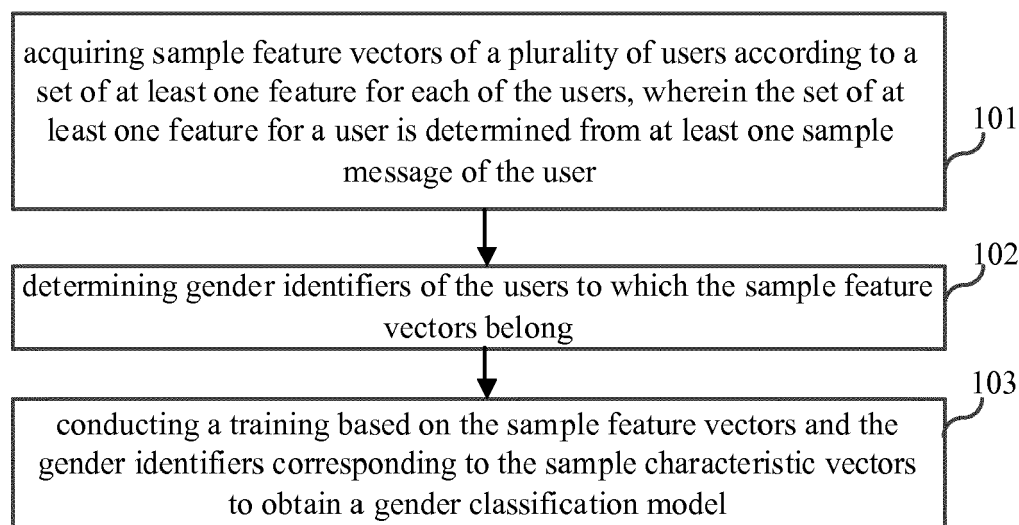 acquiring sample feature vectors of a plurality of users according to a
set of at least one feature for each of the users, wherein the set of at
least one feature for a user is determined from at least one sample
message of the user
101
determining gender identifiers of the users to which the sample feature
vectors belong
102
conducting a training based on the sample feature vectors and the
gender identifiers corresponding to the sample characteristic vectors
to obtain a gender classification model
103